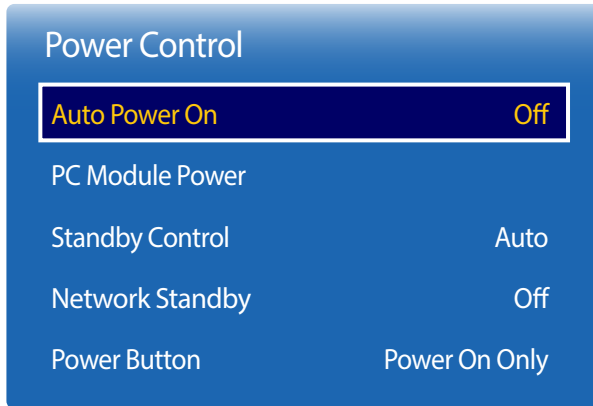 Power Control
Auto Power On Off
PC Module Power
Standby Control Auto
Network Standby Off
Power Button Power On Only